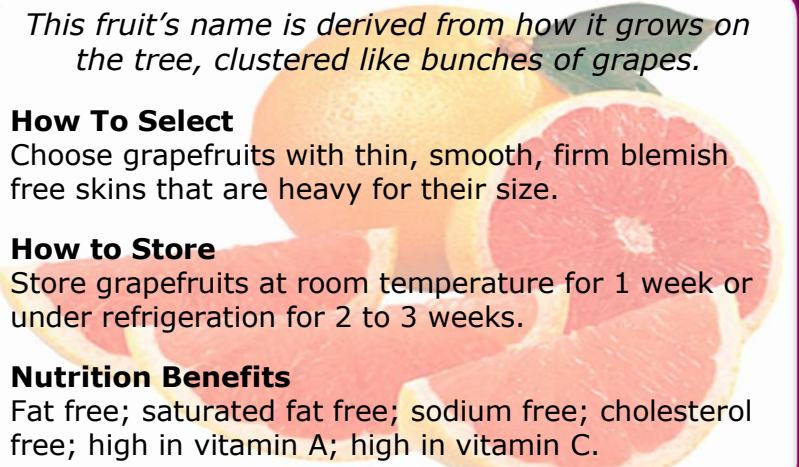 This fruit’s name is derived from how it grows on
the tree, clustered like bunches of grapes.
How To Select
Choose grapefruits with thin, smooth, firm blemish
free skins that are heavy for their size.
How to Store
Store grapefruits at room temperature for 1 week or
under refrigeration for 2 to 3 weeks.
Nutrition Benefits
Fat free; saturated fat free; sodium free; cholesterol
free; high in vitamin A; high in vitamin C.